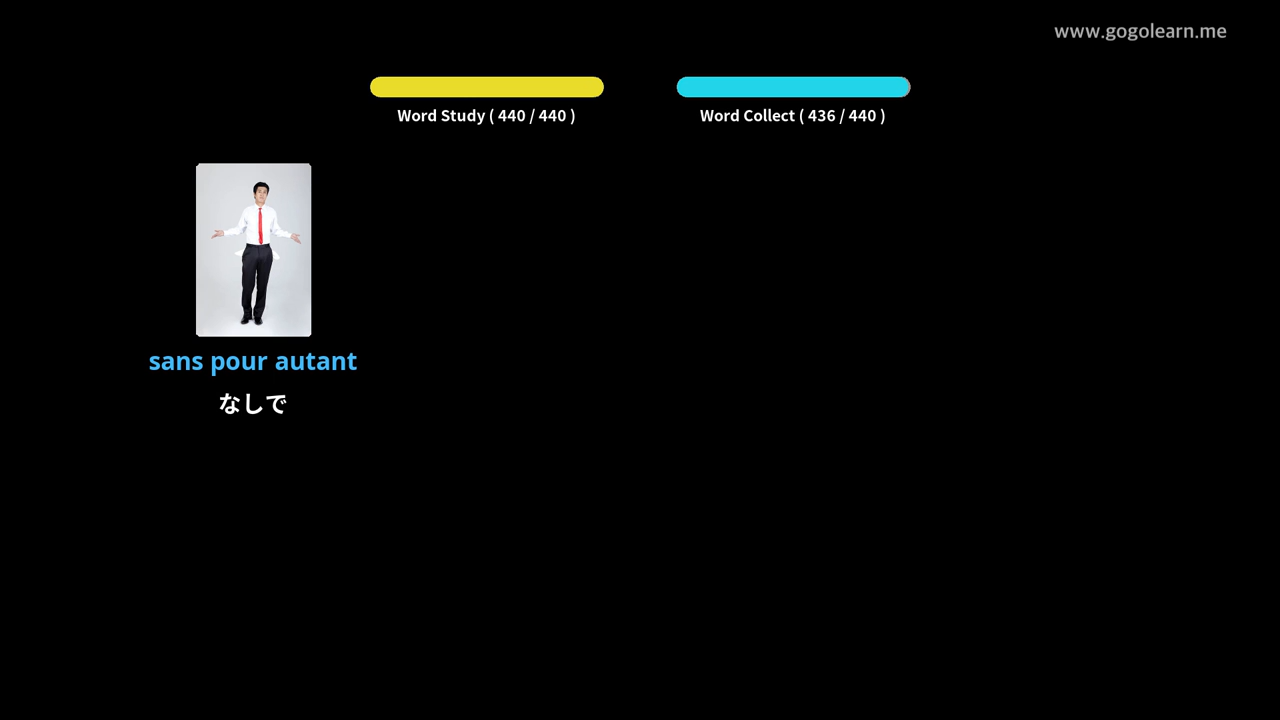 www.gogolearn.me
Word Study ( 440 / 440 )
Word Collect ( 436 / 440 )
sans pour autant
なしで